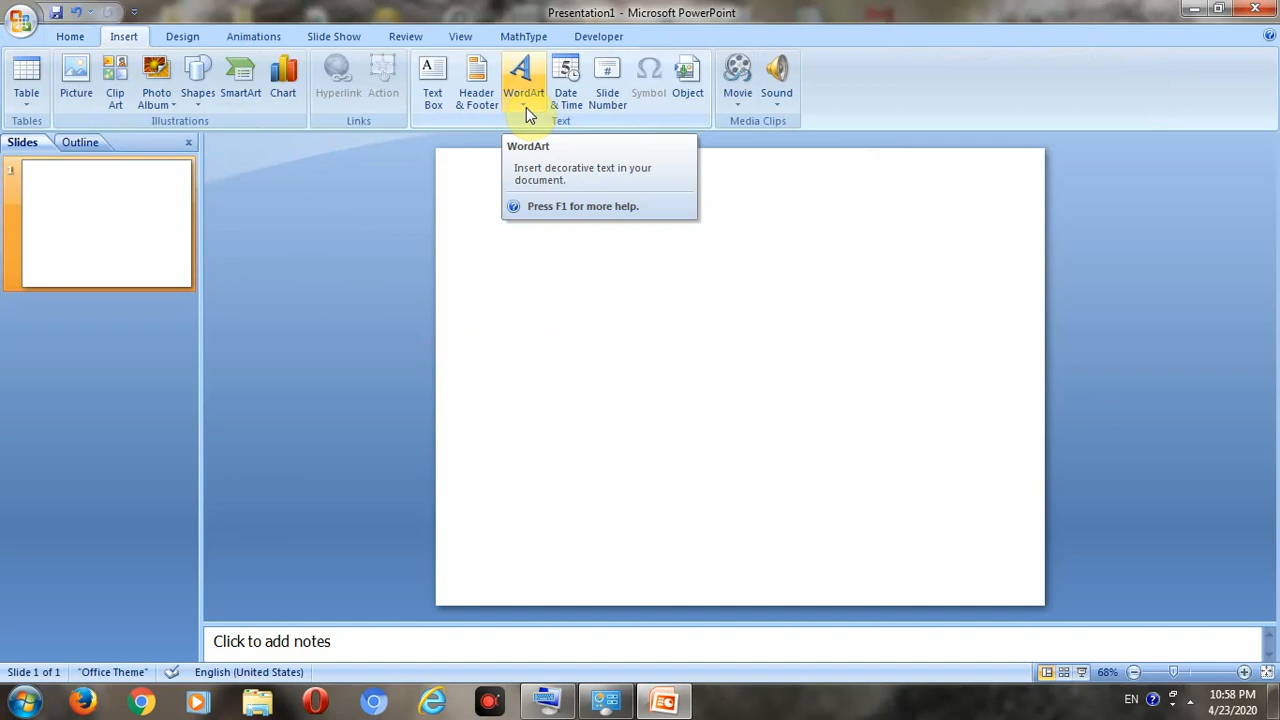 Presentation1 - Microsoft PowerPoint
Home Insert Design Animations Slide Show Review View MathType Developer
Table Picture Clip Art Photo Album Shapes SmartArt Chart Hyperlink Action Text Box Header & Footer WordArt Date & Time Slide Number Symbol Object Movie Sound
Tables Illustrations Links Text Media Clips
Slides Outline
WordArt
Insert decorative text in your
document.
Press F1 for more help.
1
Click to add notes
Slide 1 of 1 "Office Theme" English (United States) 68%
EN 10:58 PM
4/23/2020